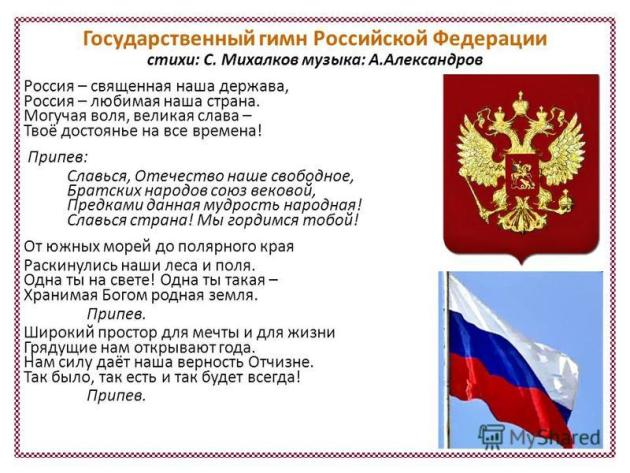 Государственный гимн Российской Федерации
стихи: С. Михалков музыка: А.Александров
Россия – священная наша держава,
Россия – любимая наша страна.
Могучая воля, великая слава –
Твоё достоянье на все времена!
Припев:
Славься, Отечество наше свободное,
Братских народов союз вековой,
Предками данная мудрость народная!
Славься страна! Мы гордимся тобой!
От южных морей до полярного края
Раскинулись наши леса и поля.
Одна ты на свете! Одна ты такая –
Хранимая Богом родная земля.
Припев.
Широкий простор для мечты и для жизни
Грядущие нам открывают года.
Нам силу даёт наша верность Отчизне.
Так было, так есть и так будет всегда!
Припев.
MyShared